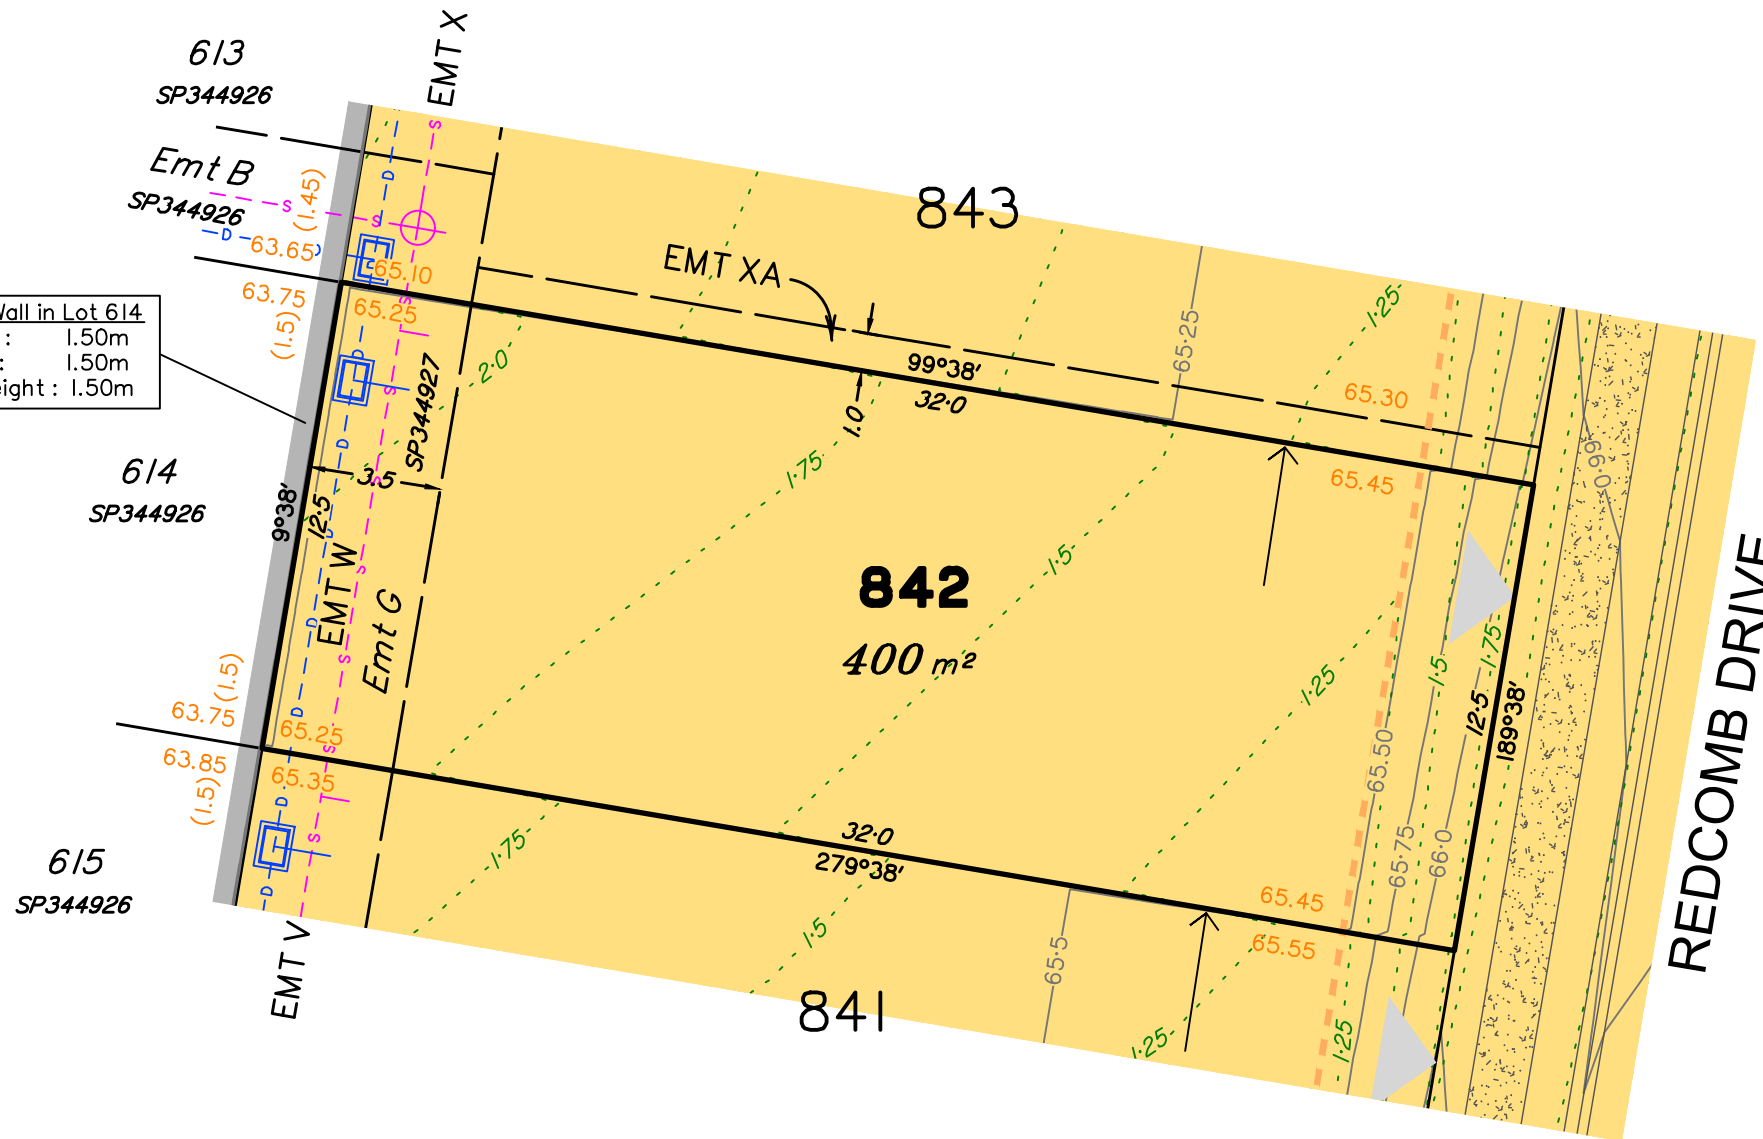 613
SP344926
EMT X
Emt B
SP344926
(1.45)
63.65
65.10
63.75
(1.5)
65.25
Wall in Lot 614
: 1.50m
: 1.50m
eight : 1.50m
843
EMT XA
99°38'
32·0
1.0
65·25
1·25
65.30
65.45
66·0
2·0
SP344927
3.5
614
SP344926
9°38'
12·5
EMT W
Emt G
1·75
1·5
842
400 m²
1·25
1·5
1·75
12·5
189°38'
REDCOMB DRIVE
63.75
(1.5)
65.25
63.85
(1.5)
65.35
65.50
65·75
66·0
32·0
279°38'
65.45
65.55
615
SP344926
EMT V
1·75
1·5
841
65·5
1·25
1·25
S
S
S
S
S
S
S
S
S
D
D
D
D
D
D
D
D